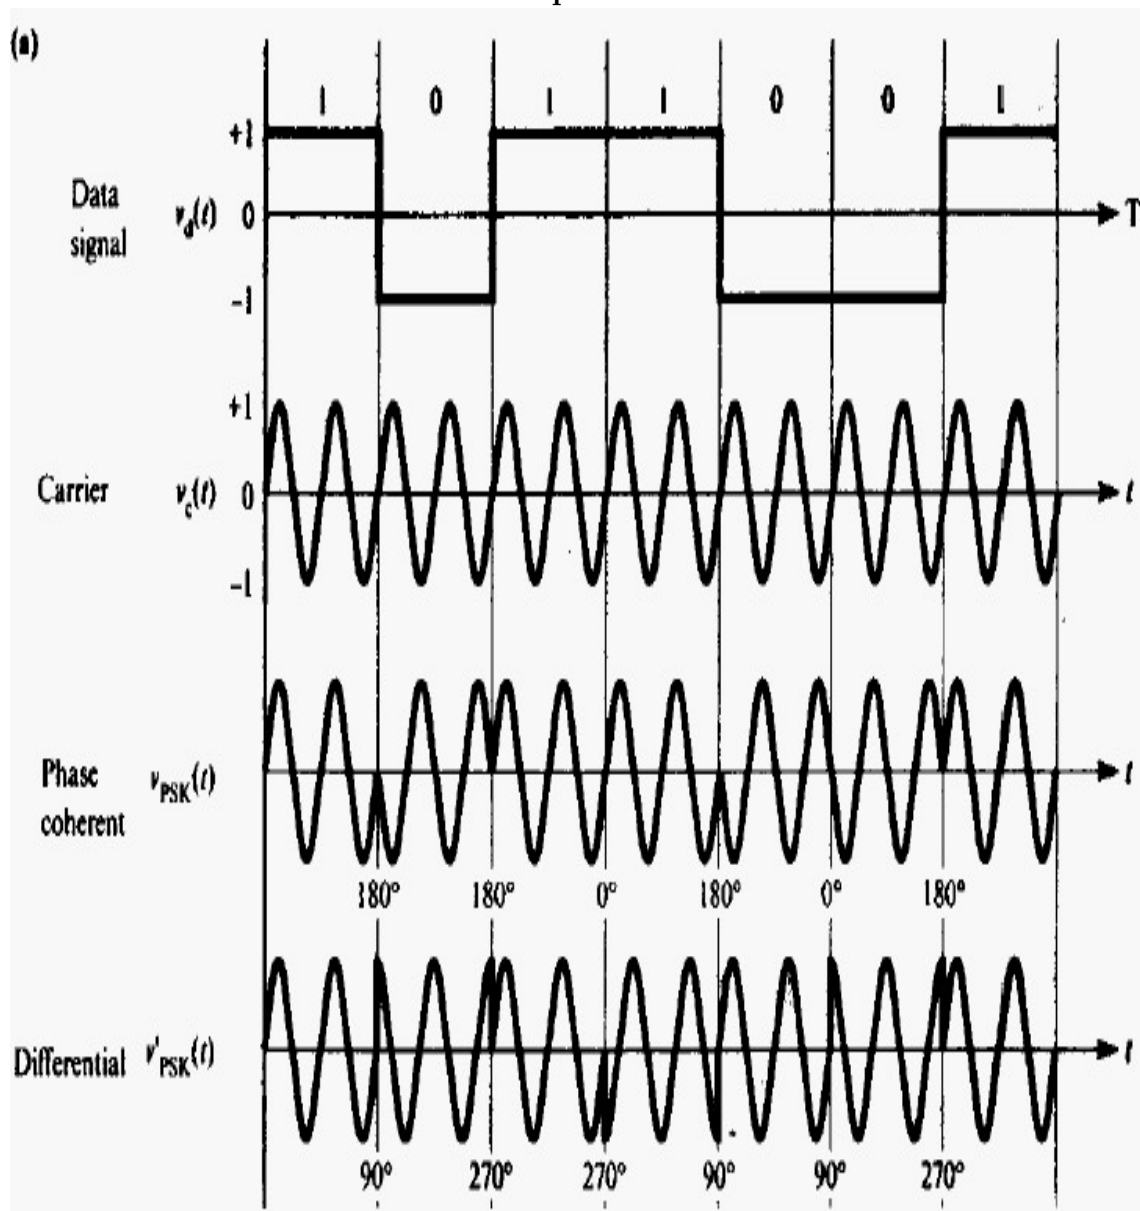 (a)
1 0 1 1 0 0 1
+1
Data signal v_d(t) 0 T
-1
+1
Carrier v_c(t) 0 t
-1
Phase coherent v_PSK(t) t
180° 180° 0° 180° 0° 180°
Differential v'_PSK(t) t
90° 270° 270° 90° 90° 270°